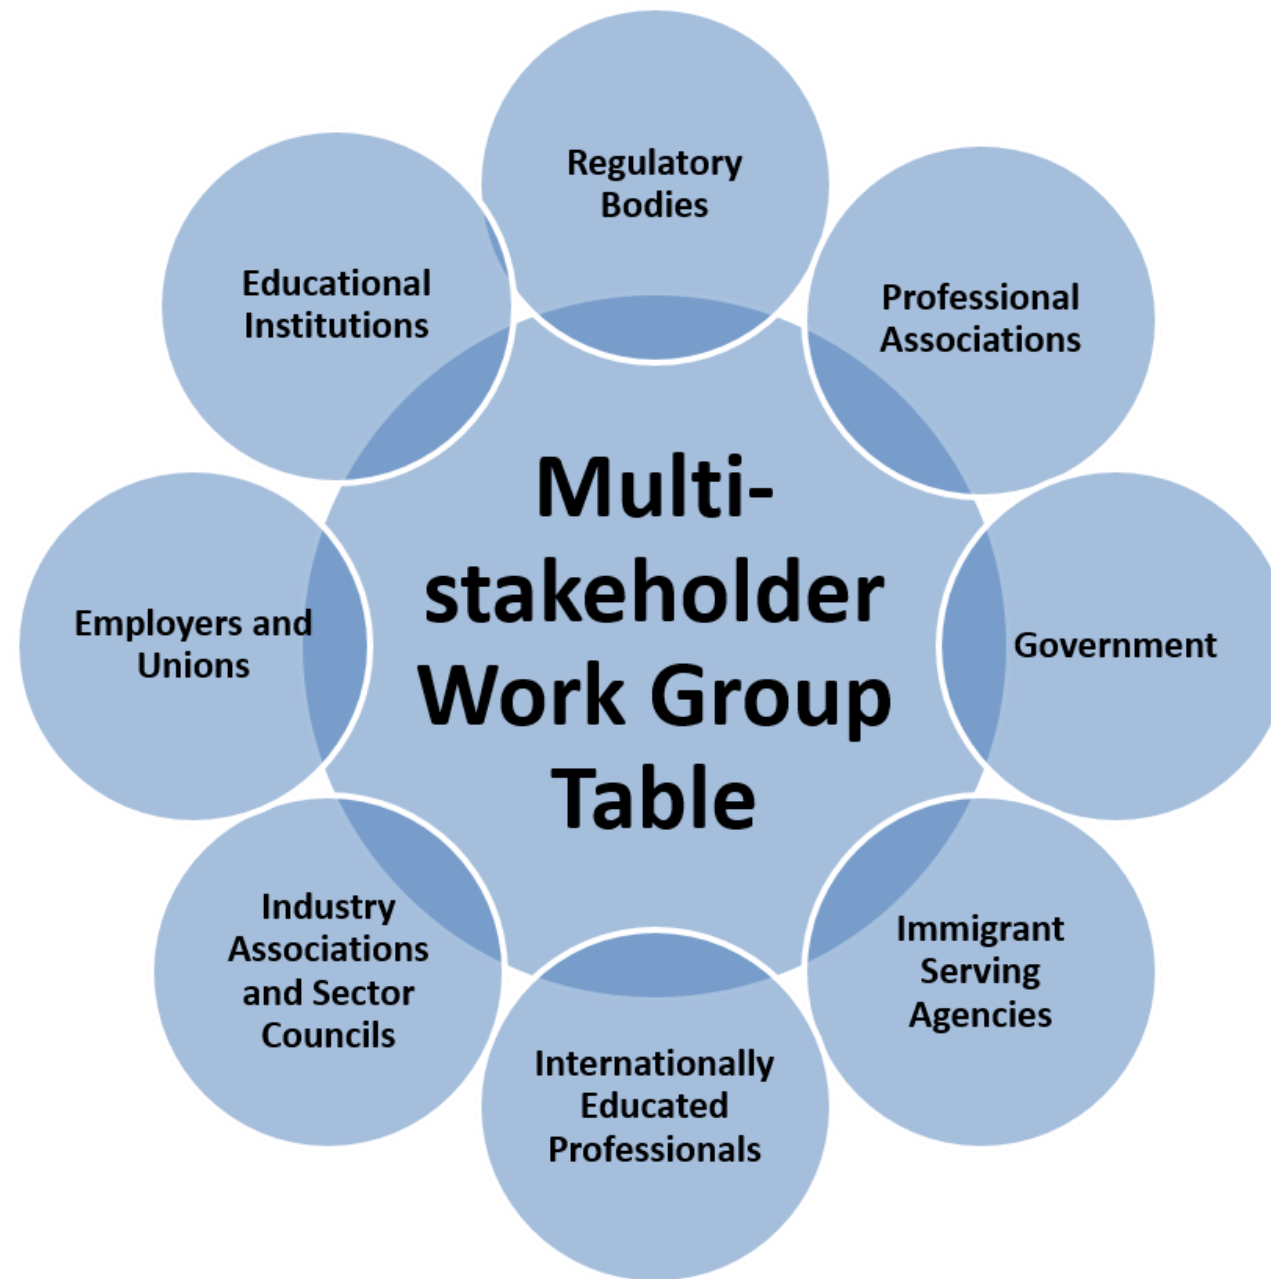 Regulatory
Bodies
Professional
Associations
Government
Immigrant
Serving
Agencies
Internationally
Educated
Professionals
Industry
Associations
and Sector
Councils
Employers and
Unions
Educational
Institutions
Multi-
stakeholder
Work Group
Table